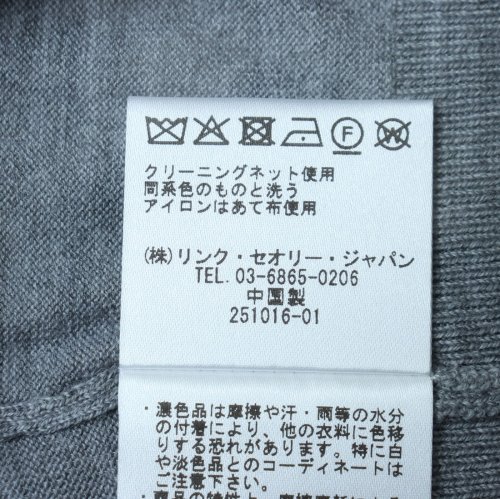 F W
クリーニングネット使用
同系色のものと洗う
アイロンはあて布使用
(株)リンク・セオリー・ジャパン
TEL. 03-6865-0206
中国製
251016-01
・濃色品は摩擦や汗・雨等の水分
の付着により、他の衣料に色移
りする恐れがあります。特に白
や淡色品とのコーディネートは
ご注意下さい。